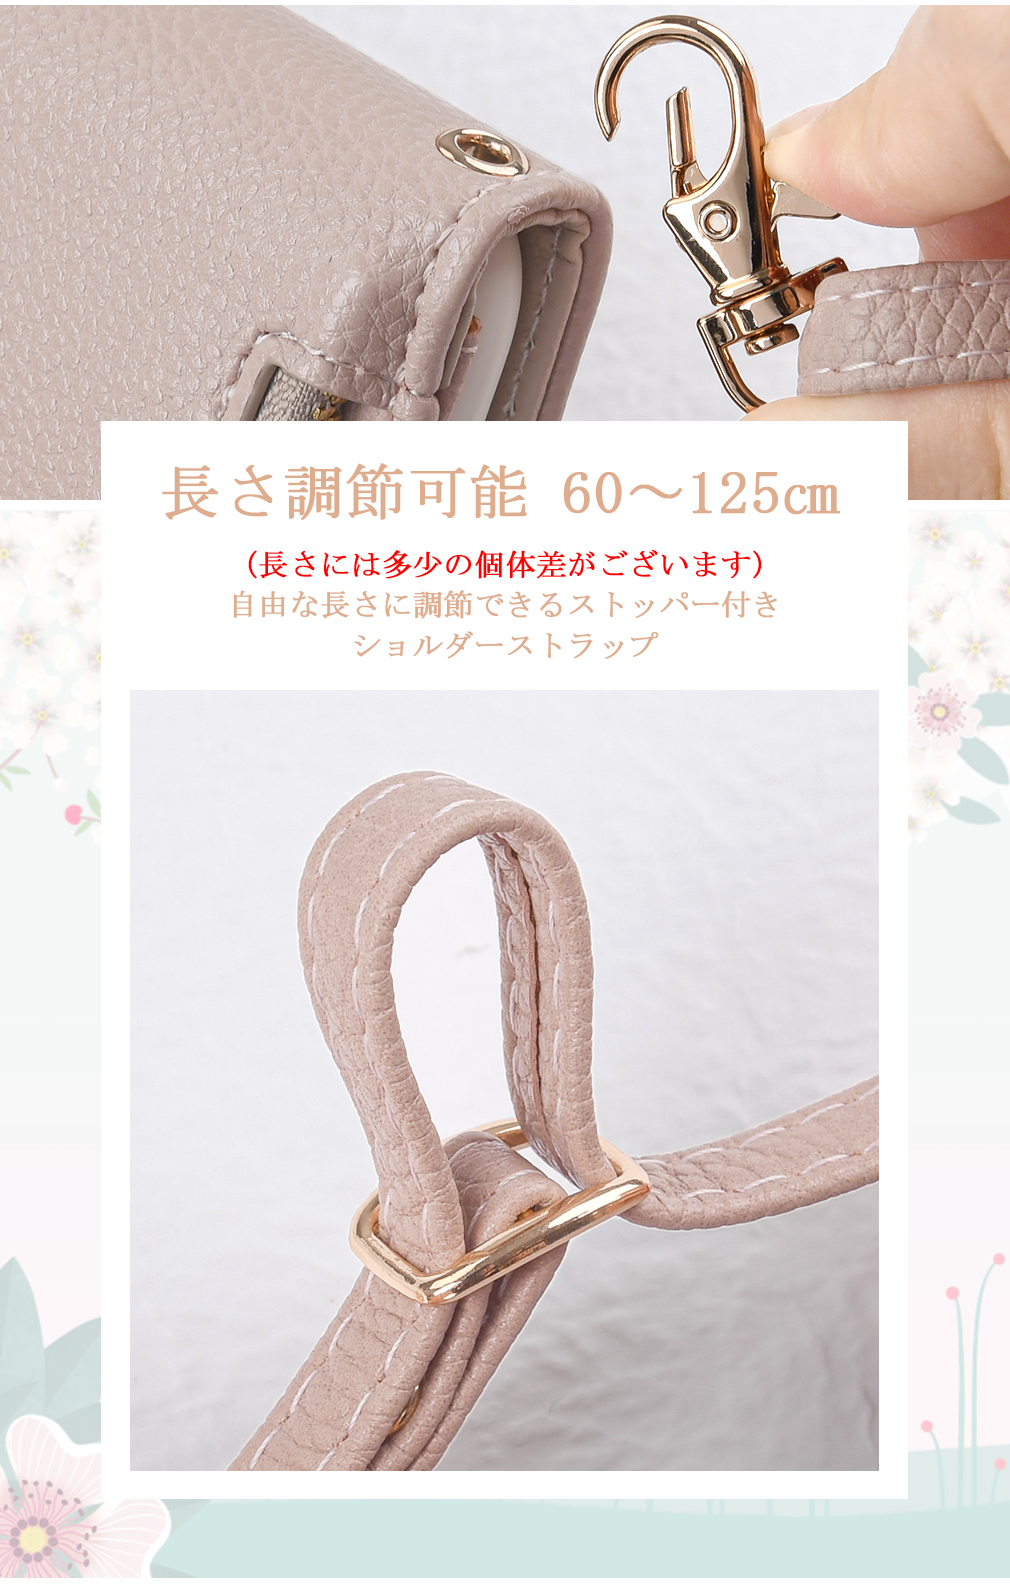 長さ調節可能 60～125㎝
（長さには多少の個体差がございます）
自由な長さに調節できるストッパー付き
ショルダーストラップ